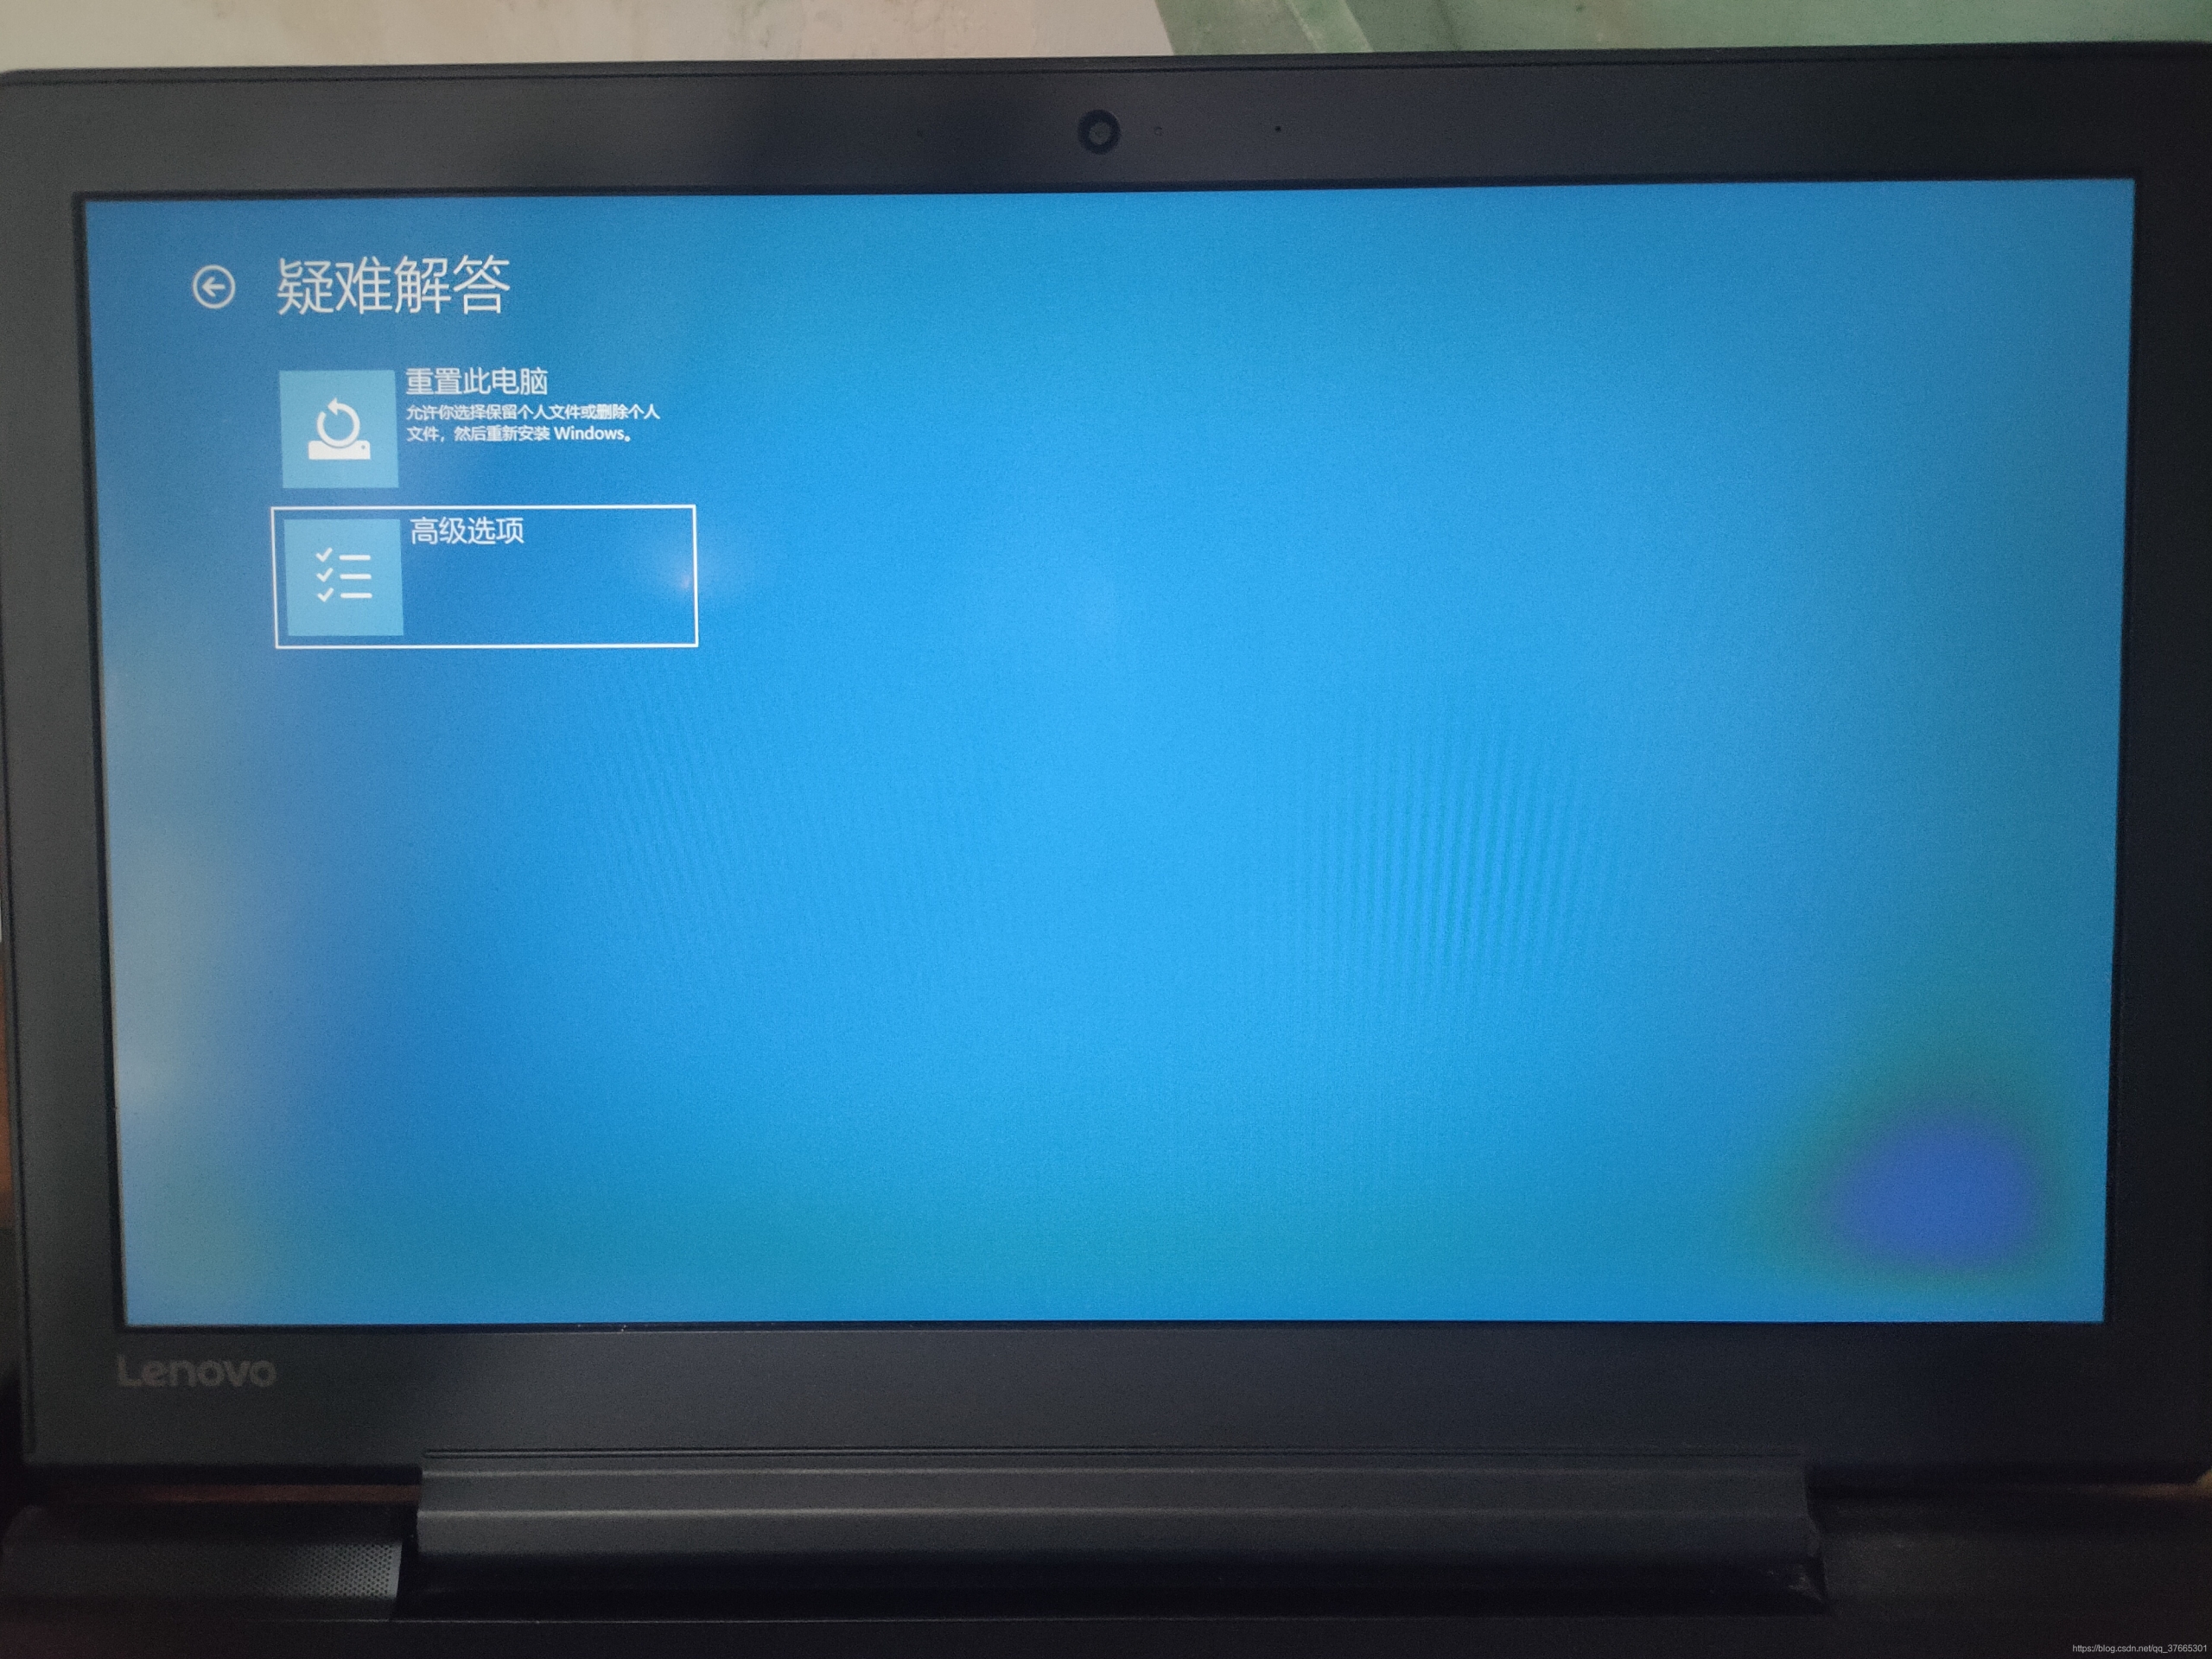 疑难解答
重置此电脑
允许你选择保留个人文件或删除个人
文件，然后重新安装 Windows。
高级选项
Lenovo
https://blog.csdn.net/qq_37665301